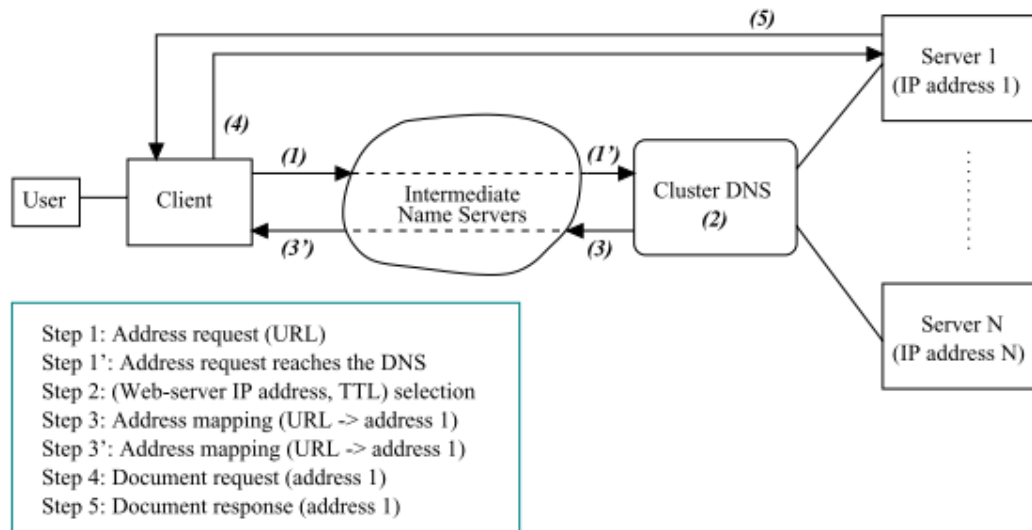 (5)
Server 1
(IP address 1)
(4)
(1)
(1’)
User
Client
Intermediate
Name Servers
Cluster DNS
(2)
(3’)
(3)
Server N
(IP address N)
Step 1: Address request (URL)
Step 1’: Address request reaches the DNS
Step 2: (Web-server IP address, TTL) selection
Step 3: Address mapping (URL -> address 1)
Step 3’: Address mapping (URL -> address 1)
Step 4: Document request (address 1)
Step 5: Document response (address 1)